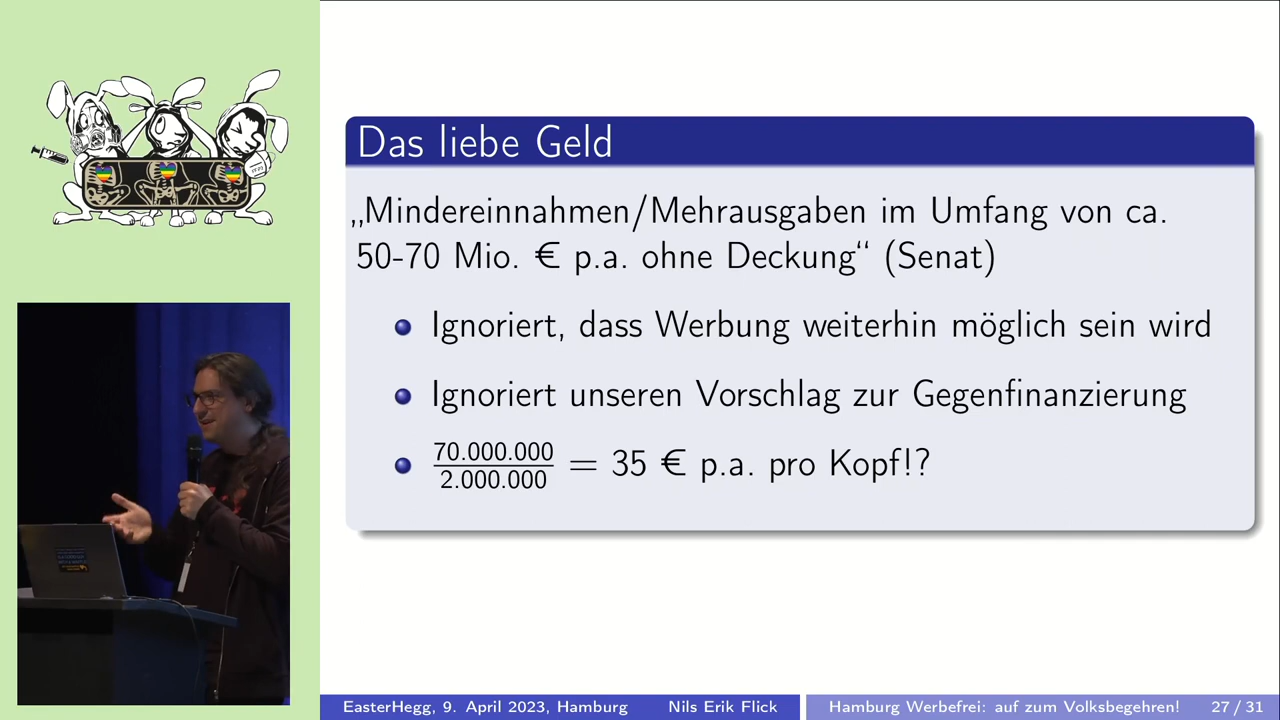 Das liebe Geld
„Mindereinnahmen/Mehrausgaben im Umfang von ca.
50-70 Mio. € p.a. ohne Deckung“ (Senat)
Ignoriert, dass Werbung weiterhin möglich sein wird
Ignoriert unseren Vorschlag zur Gegenfinanzierung
70.000.000
2.000.000
= 35 € p.a. pro Kopf!?
EasterHegg, 9. April 2023, Hamburg
Nils Erik Flick
Hamburg Werbefrei: auf zum Volksbegehren!
27 / 31